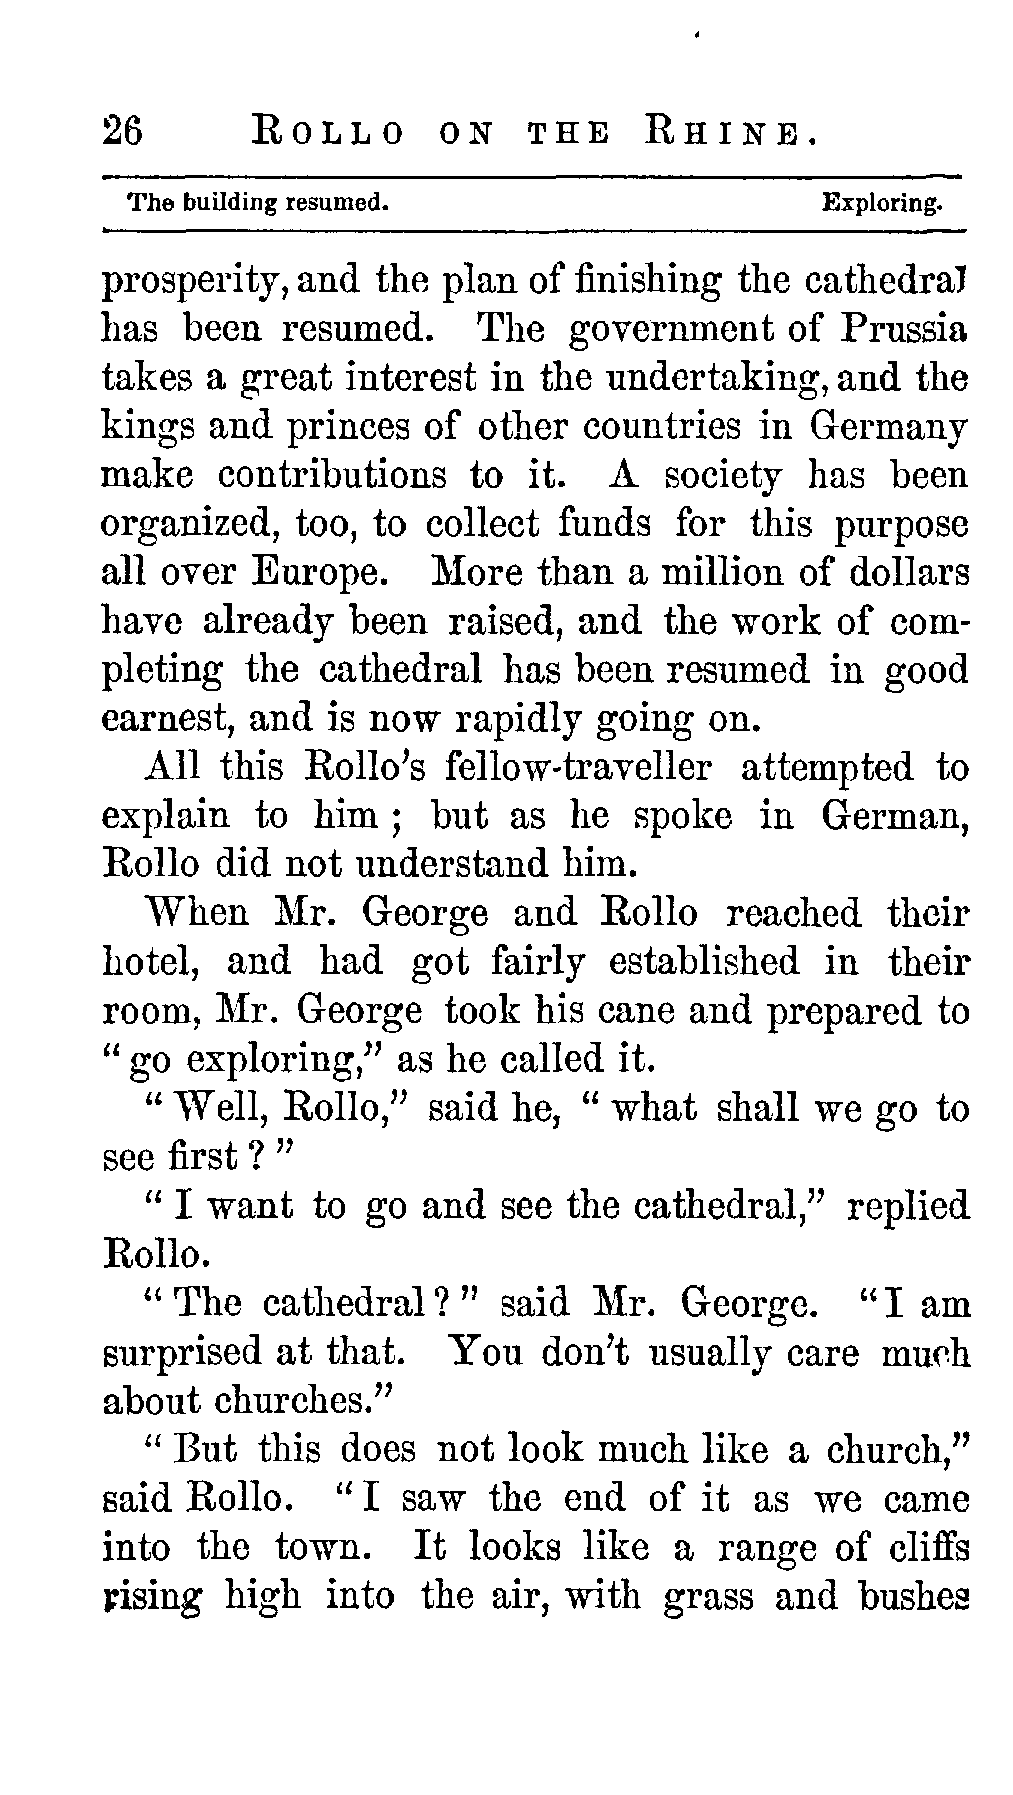 26 ROLLO ON THE RHINE.
The building resumed. Exploring.
prosperity, and the plan of finishing the cathedral
has been resumed. The government of Prussia
takes a great interest in the undertaking, and the
kings and princes of other countries in Germany
make contributions to it. A society has been
organized, too, to collect funds for this purpose
all over Europe. More than a million of dollars
have already been raised, and the work of com-
pleting the cathedral has been resumed in good
earnest, and is now rapidly going on.
All this Rollo's fellow-traveller attempted to
explain to him ; but as he spoke in German,
Rollo did not understand him.
When Mr. George and Rollo reached their
hotel, and had got fairly established in their
room, Mr. George took his cane and prepared to
“ go exploring,” as he called it.
“ Well, Rollo,” said he, “ what shall we go to
see first ? ”
“ I want to go and see the cathedral,” replied
Rollo.
“ The cathedral ? ” said Mr. George. “ I am
surprised at that. You don't usually care much
about churches.”
“ But this does not look much like a church,”
said Rollo. “ I saw the end of it as we came
into the town. It looks like a range of cliffs
rising high into the air, with grass and bushes